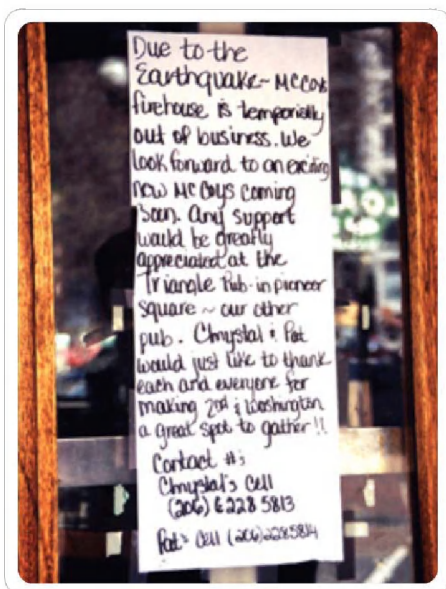 Due to the
Earthquake~ McCoys
firehouse is temporially
out of business. We
look forward to an exciting
new McCoys coming
Soon. Any support
would be greatly
appreciated at the
Triangle Pub in pioneer
square ~ our other
pub. Chrystal & Pat
would just like to thank
each and everyone for
making 2nd & Washington
a great spot to gather!!
Contact #:
Chrystal's Cell
(206) 6228 5813
Pat's Cell (206) 228 5814